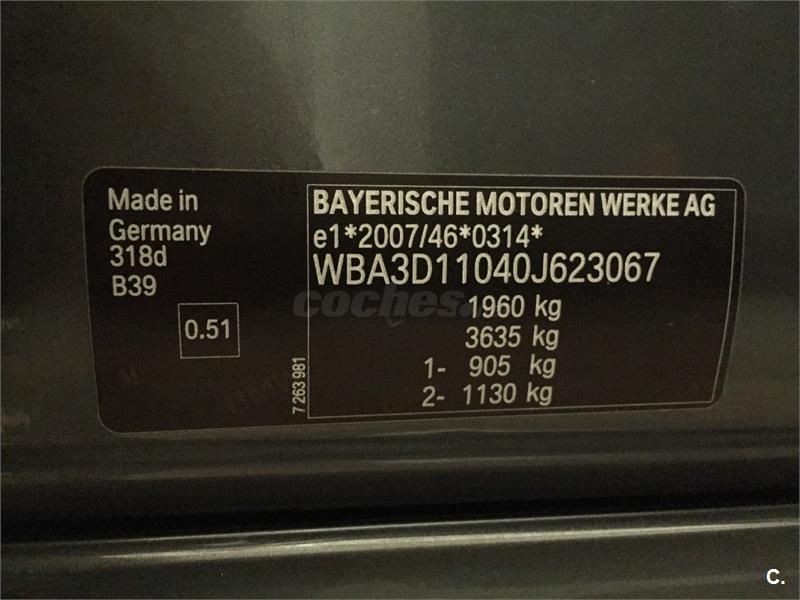 Made in
Germany
318d
B39
0.51
7 263 981
BAYERISCHE MOTOREN WERKE AG
e1*2007/46*0314*
WBA3D11040J623067
1960 kg
3635 kg
1- 905 kg
2- 1130 kg
coches.
C.